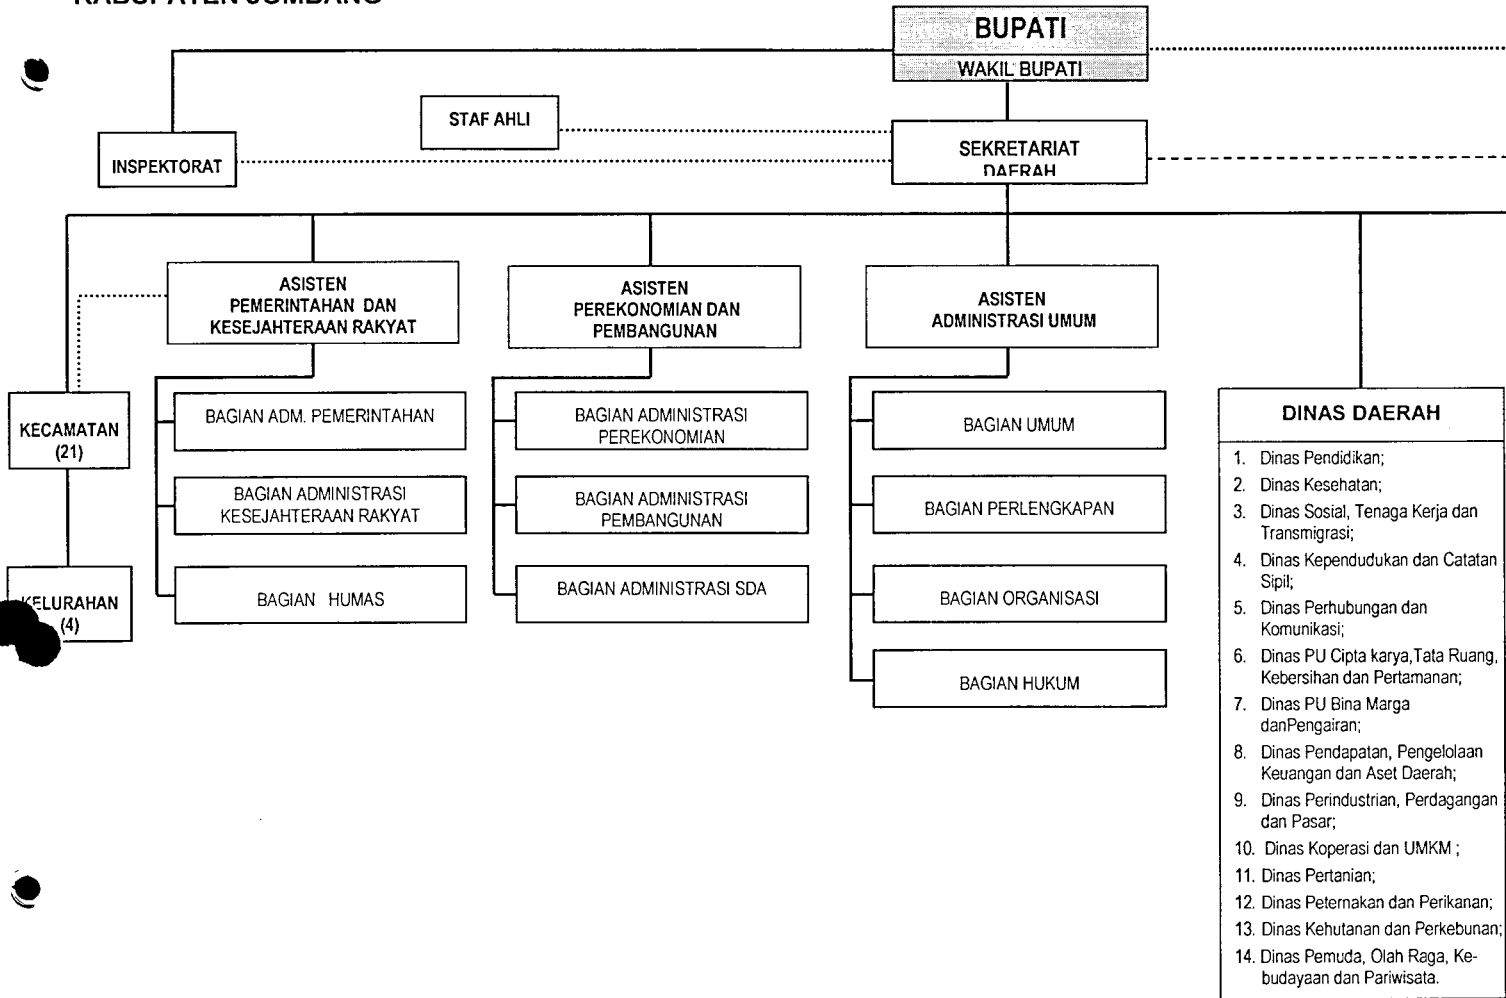 KABUPATEN JOMBANG
BUPATI
WAKIL BUPATI
STAF AHLI
INSPEKTORAT
SEKRETARIAT
DAERAH
ASISTEN
PEMERINTAHAN DAN
KESEJAHTERAAN RAKYAT
ASISTEN
PEREKONOMIAN DAN
PEMBANGUNAN
ASISTEN
ADMINISTRASI UMUM
KECAMATAN
(21)
KELURAHAN
(4)
BAGIAN ADM. PEMERINTAHAN
BAGIAN ADMINISTRASI
KESEJAHTERAAN RAKYAT
BAGIAN HUMAS
BAGIAN ADMINISTRASI
PEREKONOMIAN
BAGIAN ADMINISTRASI
PEMBANGUNAN
BAGIAN ADMINISTRASI SDA
BAGIAN UMUM
BAGIAN PERLENGKAPAN
BAGIAN ORGANISASI
BAGIAN HUKUM
DINAS DAERAH
1. Dinas Pendidikan;
2. Dinas Kesehatan;
3. Dinas Sosial, Tenaga Kerja dan
Transmigrasi;
4. Dinas Kependudukan dan Catatan
Sipil;
5. Dinas Perhubungan dan
Komunikasi;
6. Dinas PU Cipta karya,Tata Ruang,
Kebersihan dan Pertamanan;
7. Dinas PU Bina Marga
danPengairan;
8. Dinas Pendapatan, Pengelolaan
Keuangan dan Aset Daerah;
9. Dinas Perindustrian, Perdagangan
dan Pasar;
10. Dinas Koperasi dan UMKM ;
11. Dinas Pertanian;
12. Dinas Peternakan dan Perikanan;
13. Dinas Kehutanan dan Perkebunan;
14. Dinas Pemuda, Olah Raga, Ke-
budayaan dan Pariwisata.